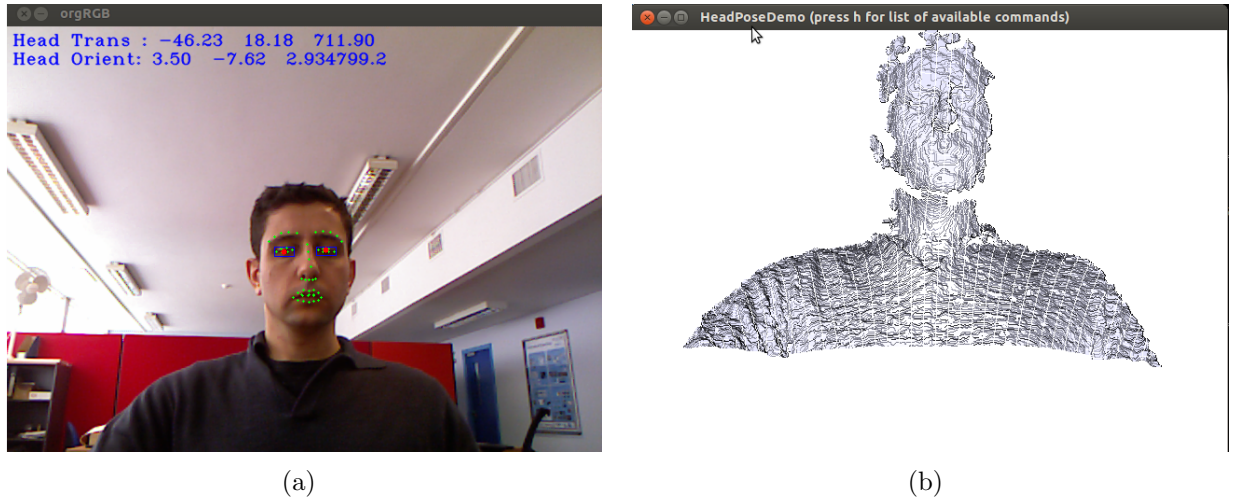 orgRGB
Head Trans : −46.23 18.18 711.90
Head Orient: 3.50 −7.62 2.934799.2
HeadPoseDemo (press h for list of available commands)
(a)
(b)